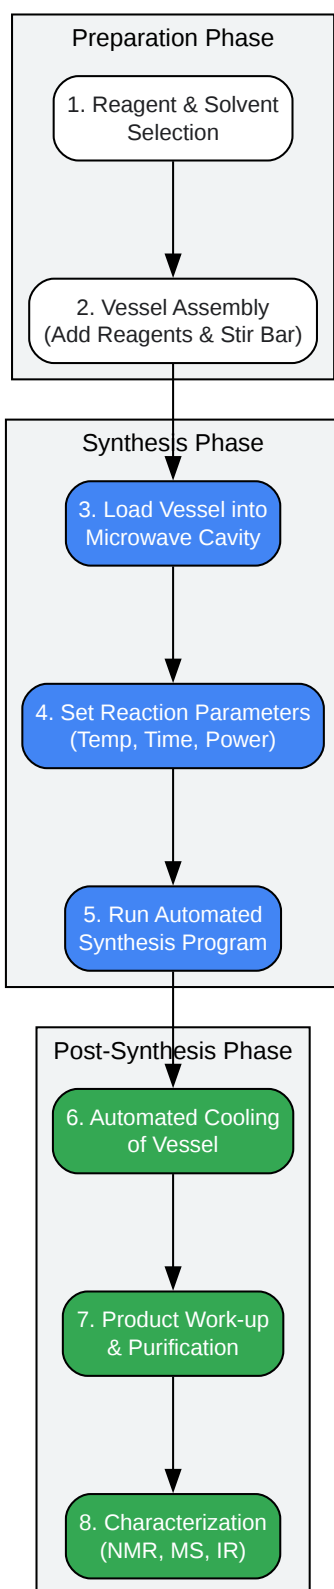 Preparation Phase
1. Reagent & Solvent
Selection
2. Vessel Assembly
(Add Reagents & Stir Bar)
Synthesis Phase
3. Load Vessel into
Microwave Cavity
4. Set Reaction Parameters
(Temp, Time, Power)
5. Run Automated
Synthesis Program
Post-Synthesis Phase
6. Automated Cooling
of Vessel
7. Product Work-up
& Purification
8. Characterization
(NMR, MS, IR)